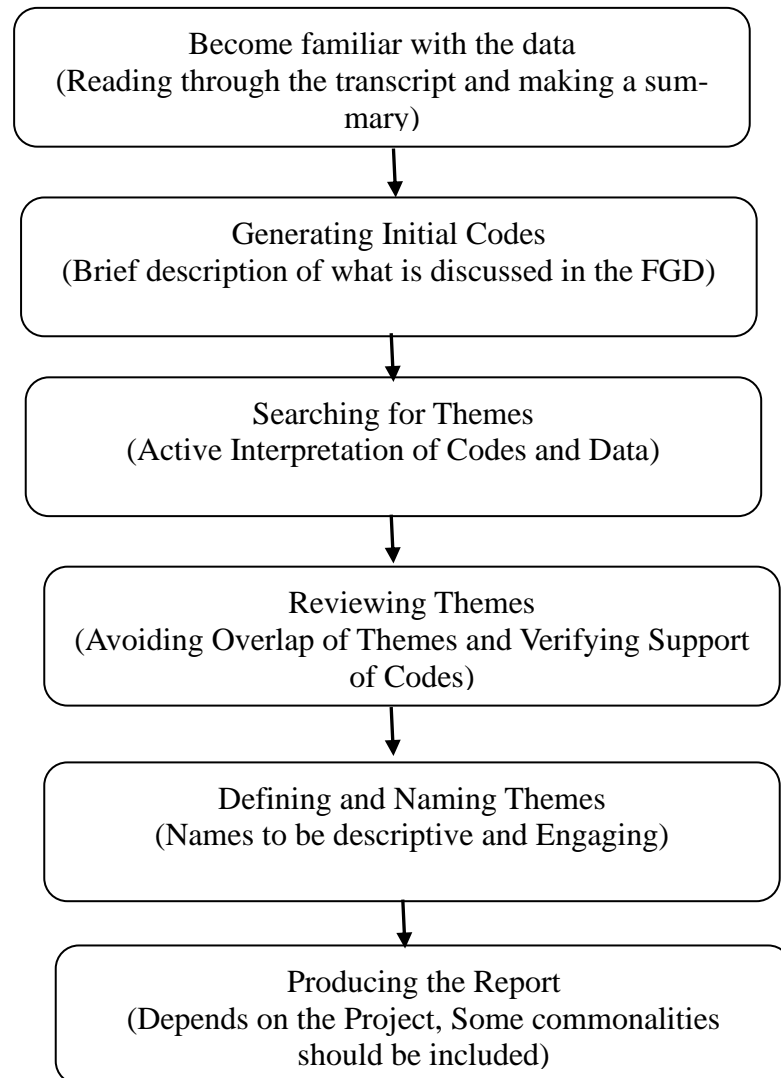 Become familiar with the data
(Reading through the transcript and making a sum-
mary)
Generating Initial Codes
(Brief description of what is discussed in the FGD)
Searching for Themes
(Active Interpretation of Codes and Data)
Reviewing Themes
(Avoiding Overlap of Themes and Verifying Support
of Codes)
Defining and Naming Themes
(Names to be descriptive and Engaging)
Producing the Report
(Depends on the Project, Some commonalities
should be included)